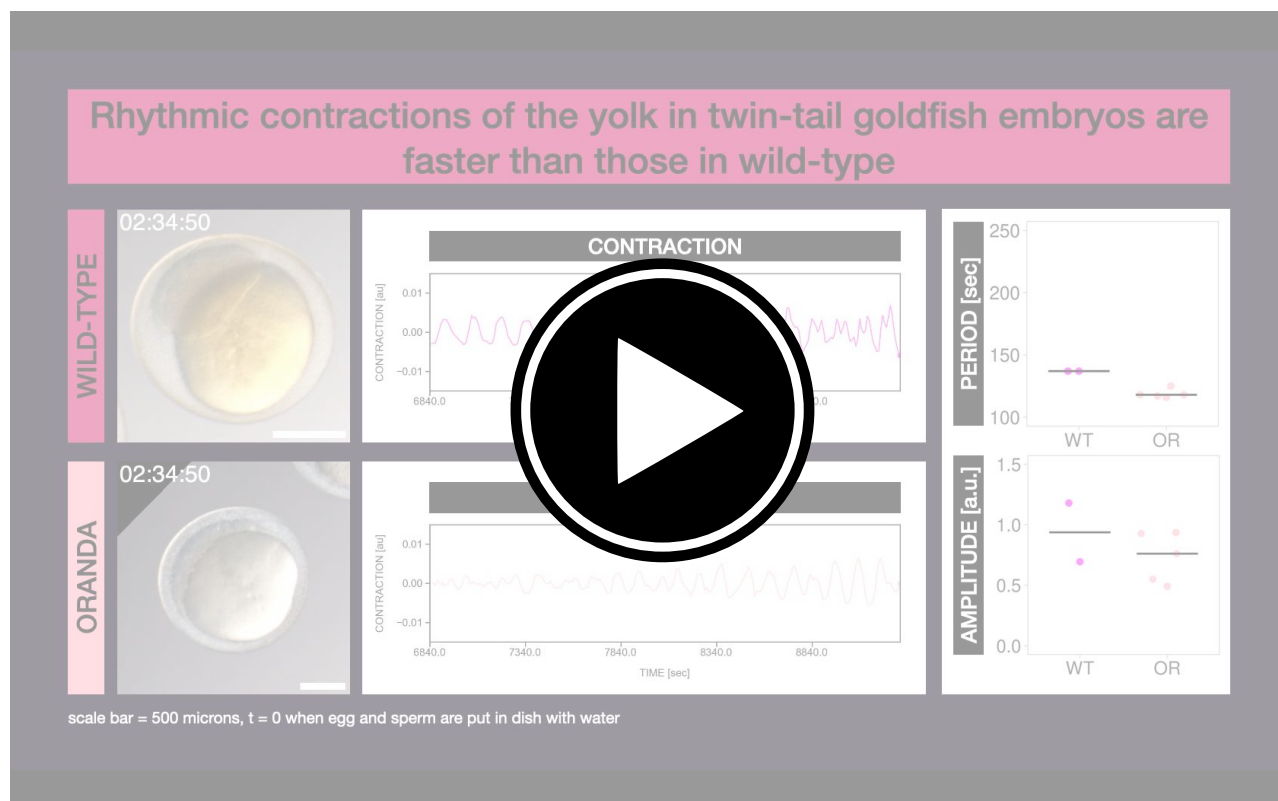 Rhythmic contractions of the yolk in twin-tail goldfish embryos are
faster than those in wild-type
WILD-TYPE
02:34:50
CONTRACTION
CONTRACTION [au]
0.01
0.00
−0.01
6840.0
PERIOD [sec]
250
200
150
100
WT
OR
ORANDA
02:34:50
CONTRACTION [au]
0.01
0.00
−0.01
6840.0
7340.0
7840.0
8340.0
8840.0
TIME [sec]
AMPLITUDE [a.u.]
1.5
1.0
0.5
0.0
WT
OR
scale bar = 500 microns, t = 0 when egg and sperm are put in dish with water